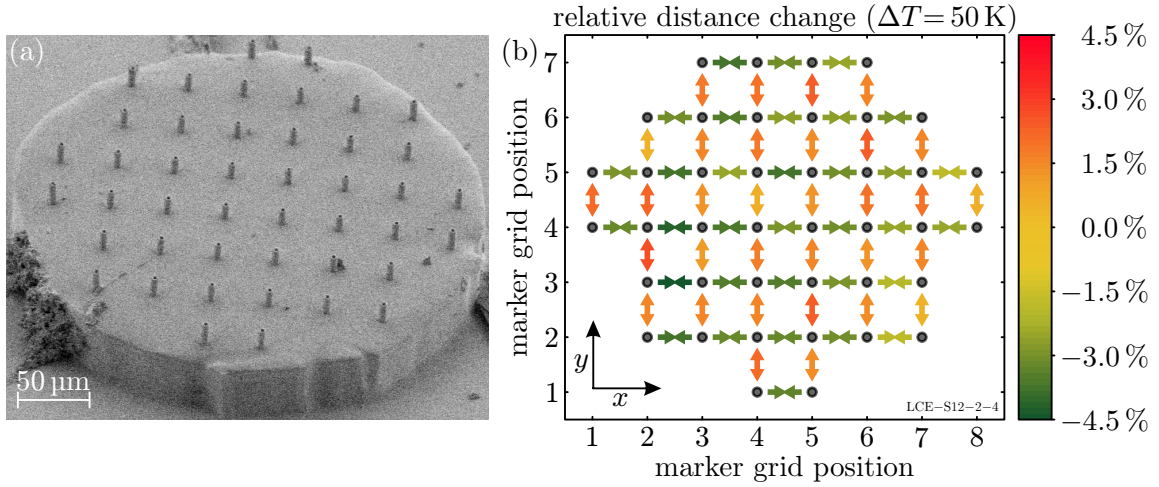 (a)
50 µm
relative distance change (ΔT = 50 K)
(b)
7
6
5
4
3
2
1
marker grid position
y
x
LCE−S12−2−4
1 2 3 4 5 6 7 8
marker grid position
4.5 %
3.0 %
1.5 %
0.0 %
−1.5 %
−3.0 %
−4.5 %